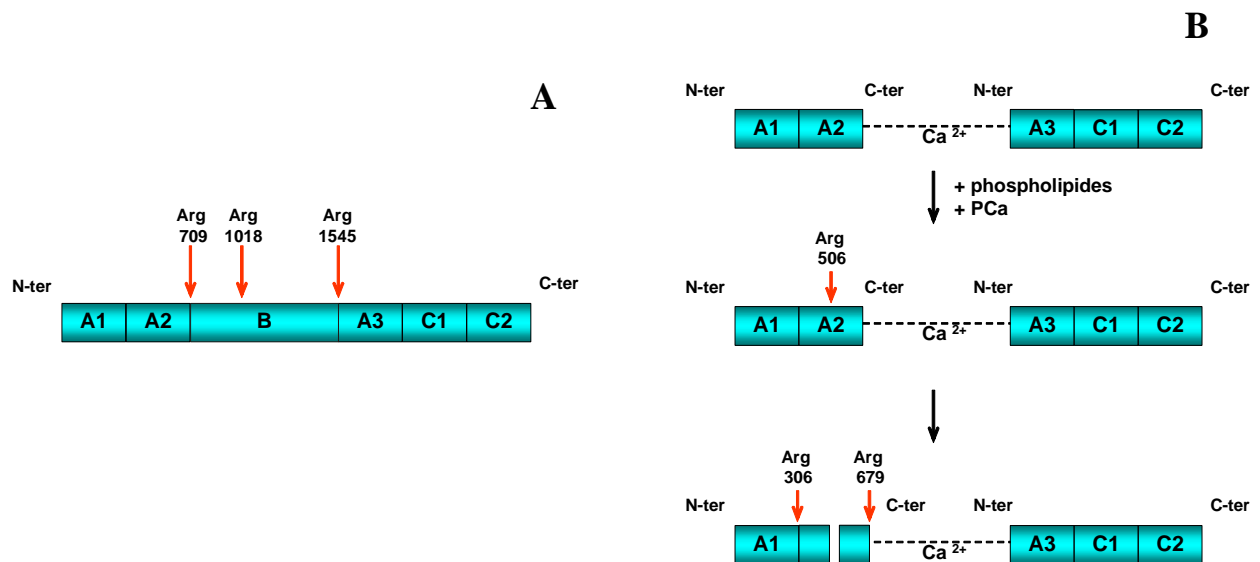 A
Arg Arg Arg
709 1018 1545
N-ter C-ter
A1 A2 B A3 C1 C2
B
N-ter C-ter N-ter C-ter
A1 A2 Ca 2+ A3 C1 C2
+ phospholipides
+ PCa
Arg
506
N-ter C-ter N-ter C-ter
A1 A2 Ca 2+ A3 C1 C2
Arg Arg
306 679
N-ter C-ter N-ter C-ter
A1 Ca 2+ A3 C1 C2